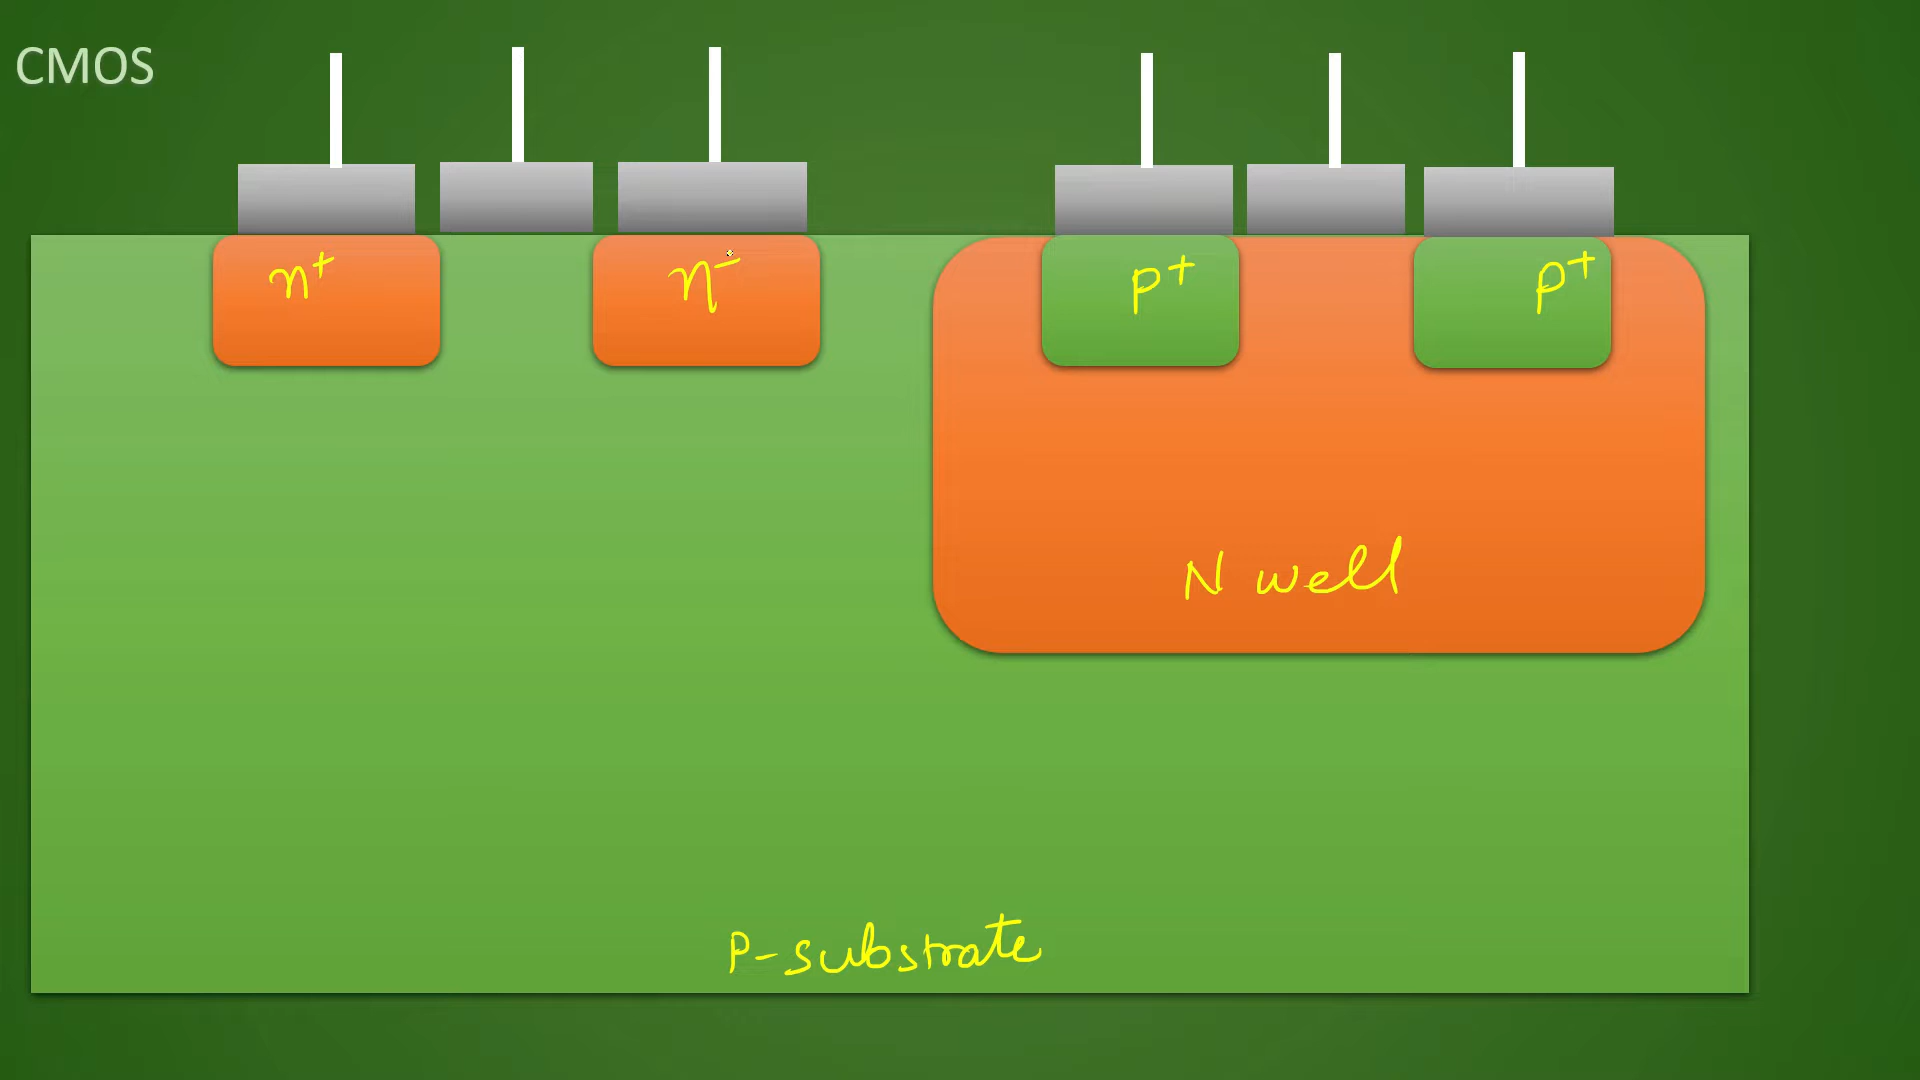 CMOS
n+
n-
p+
p+
N well
P-substrate